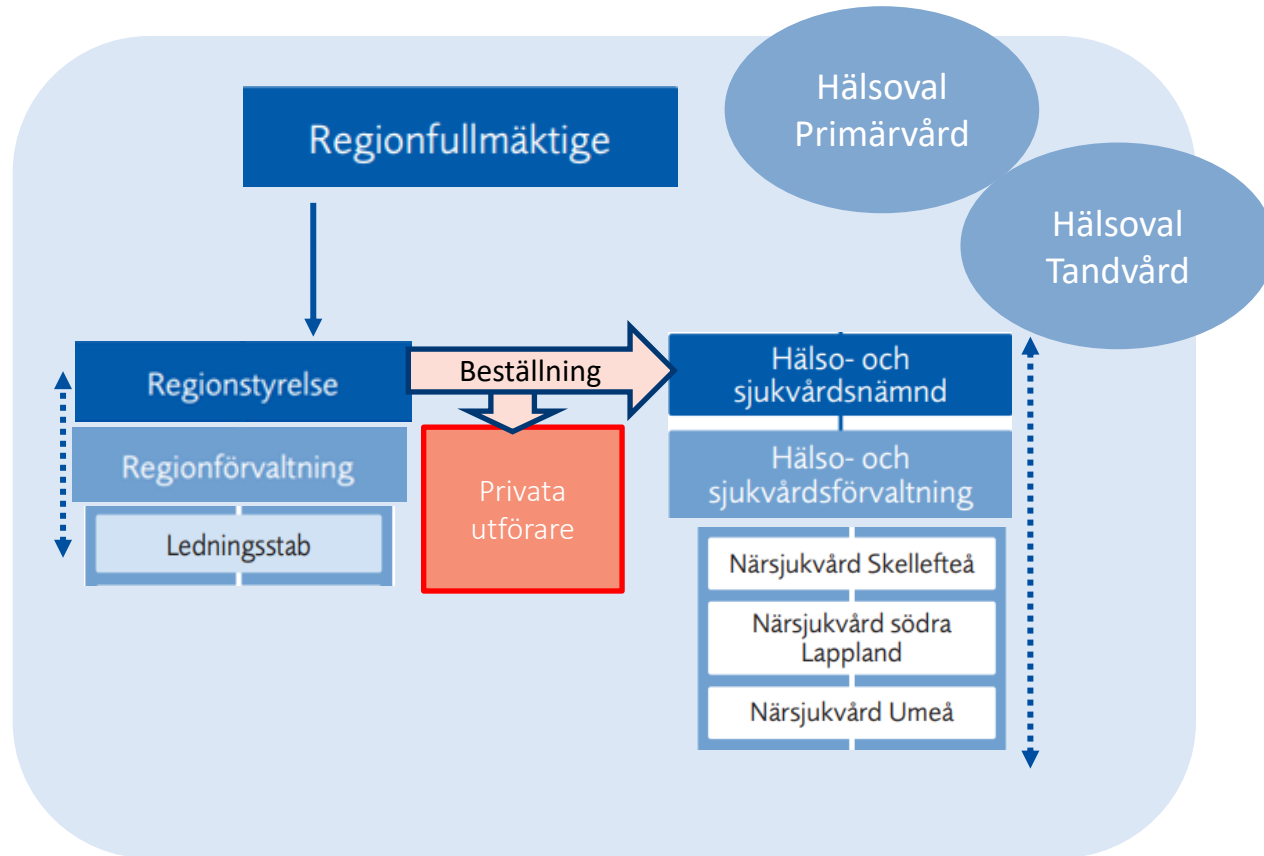 Hälsoval
Primärvård
Regionfullmäktige
Hälsoval
Tandvård
Regionstyrelse
Beställning
Hälso- och
sjukvårdsnämnd
Regionförvaltning
Privata
utförare
Hälso- och
sjukvårdsförvaltning
Ledningsstab
Närsjukvård Skellefteå
Närsjukvård södra
Lappland
Närsjukvård Umeå